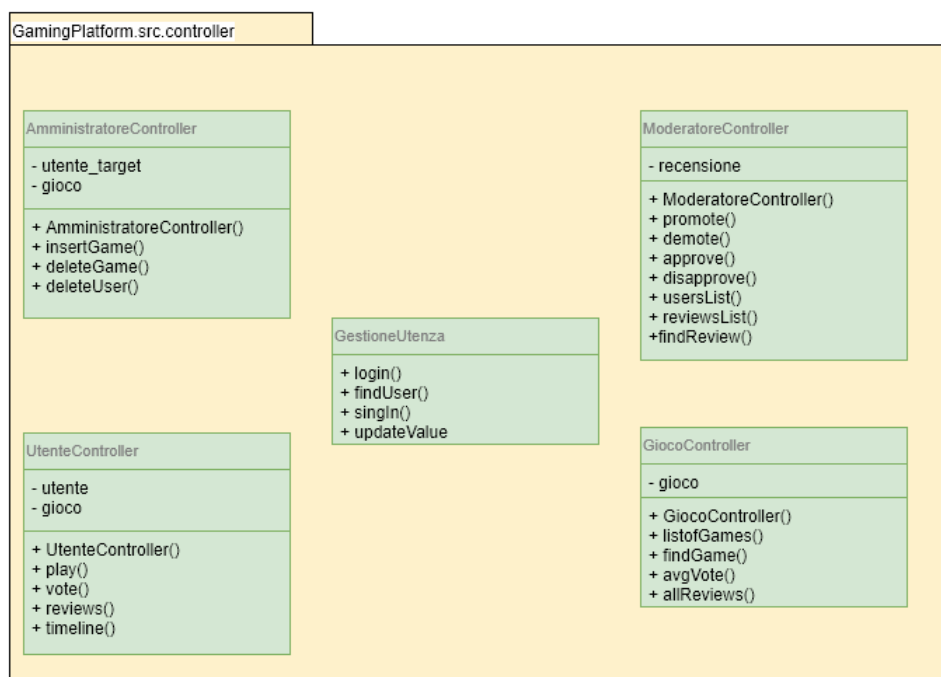 GamingPlatform.src.controller
AmministratoreController
- utente_target
- gioco
+ AmministratoreController()
+ insertGame()
+ deleteGame()
+ deleteUser()
ModeratoreController
- recensione
+ ModeratoreController()
+ promote()
+ demote()
+ approve()
+ disapprove()
+ usersList()
+ reviewsList()
+findReview()
GestioneUtenza
+ login()
+ findUser()
+ singIn()
+ updateValue
UtenteController
- utente
- gioco
+ UtenteController()
+ play()
+ vote()
+ reviews()
+ timeline()
GiocoController
- gioco
+ GiocoController()
+ listofGames()
+ findGame()
+ avgVote()
+ allReviews()